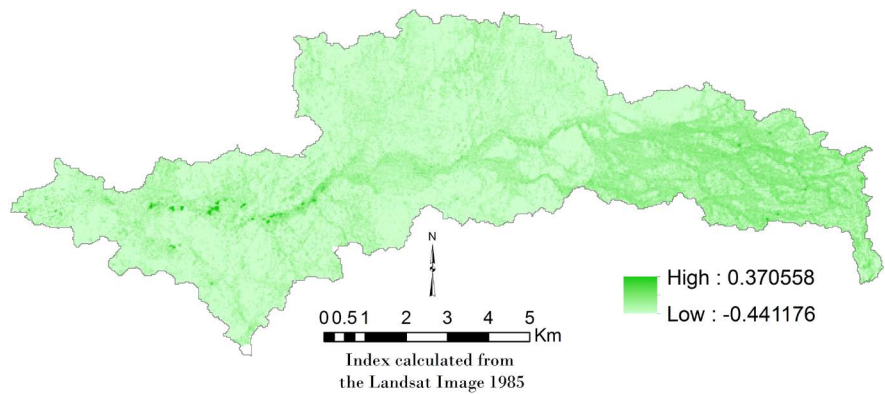 N
High : 0.370558
Low : -0.441176
0 0.5 1 2 3 4 5
Km
Index calculated from
the Landsat Image 1985